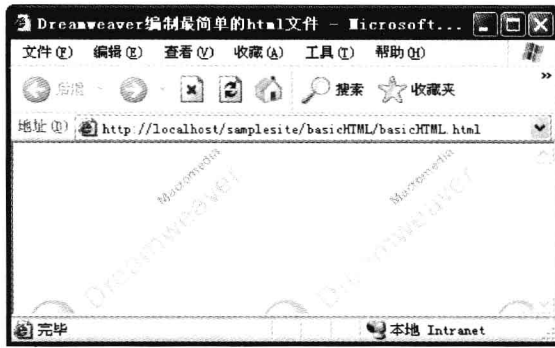 Dreamweaver编制最简单的html文件 - Microsoft...
文件(F) 编辑(E) 查看(V) 收藏(A) 工具(T) 帮助(H)
后退 搜索 收藏夹 »
地址(D) http://localhost/samplesite/basicHTML/basicHTML.html
Macromedia Macromedia
Dreamweaver Dreamweaver
完毕 本地 Intranet